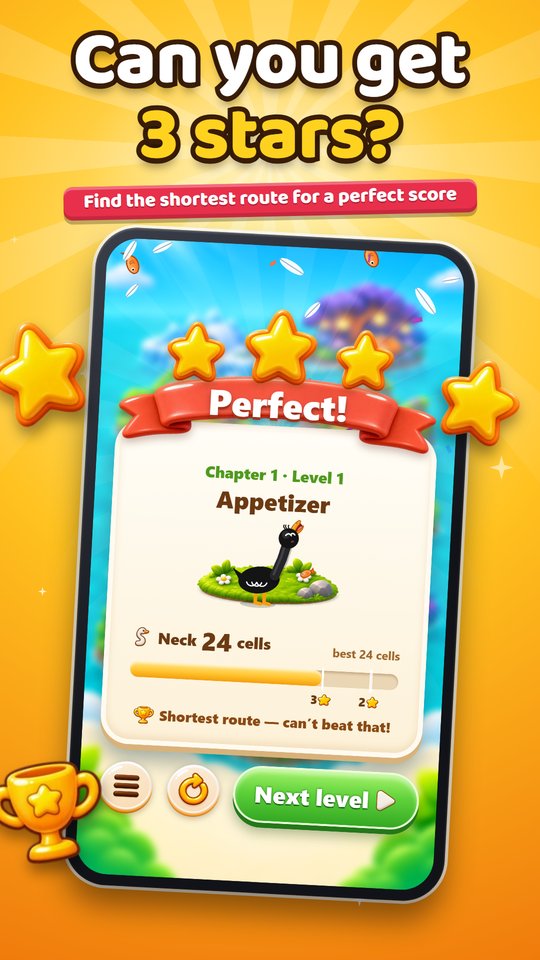 Can you get
3 stars?
Find the shortest route for a perfect score
Perfect!
Chapter 1 · Level 1
Appetizer
Neck 24 cells
best 24 cells
3
2
Shortest route — can´t beat that!
Next level